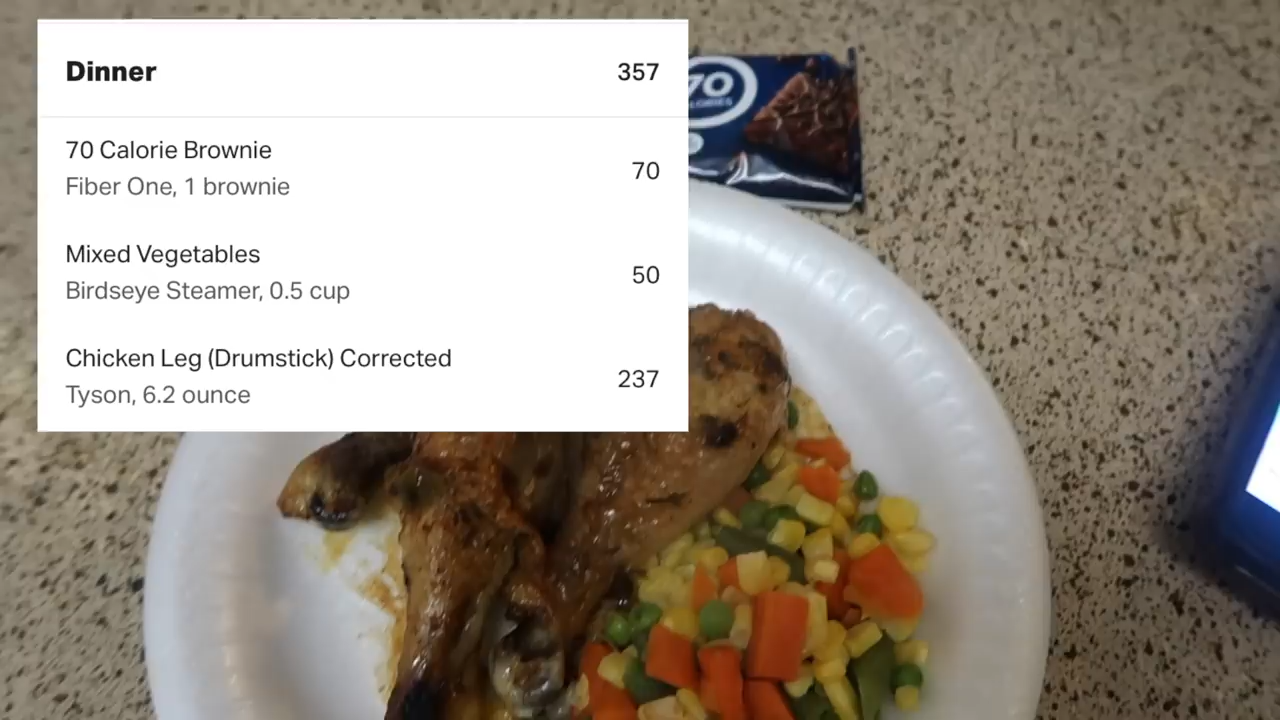 Dinner 357
70 Calorie Brownie 70
Fiber One, 1 brownie
Mixed Vegetables 50
Birdseye Steamer, 0.5 cup
Chicken Leg (Drumstick) Corrected 237
Tyson, 6.2 ounce
70
CALORIES